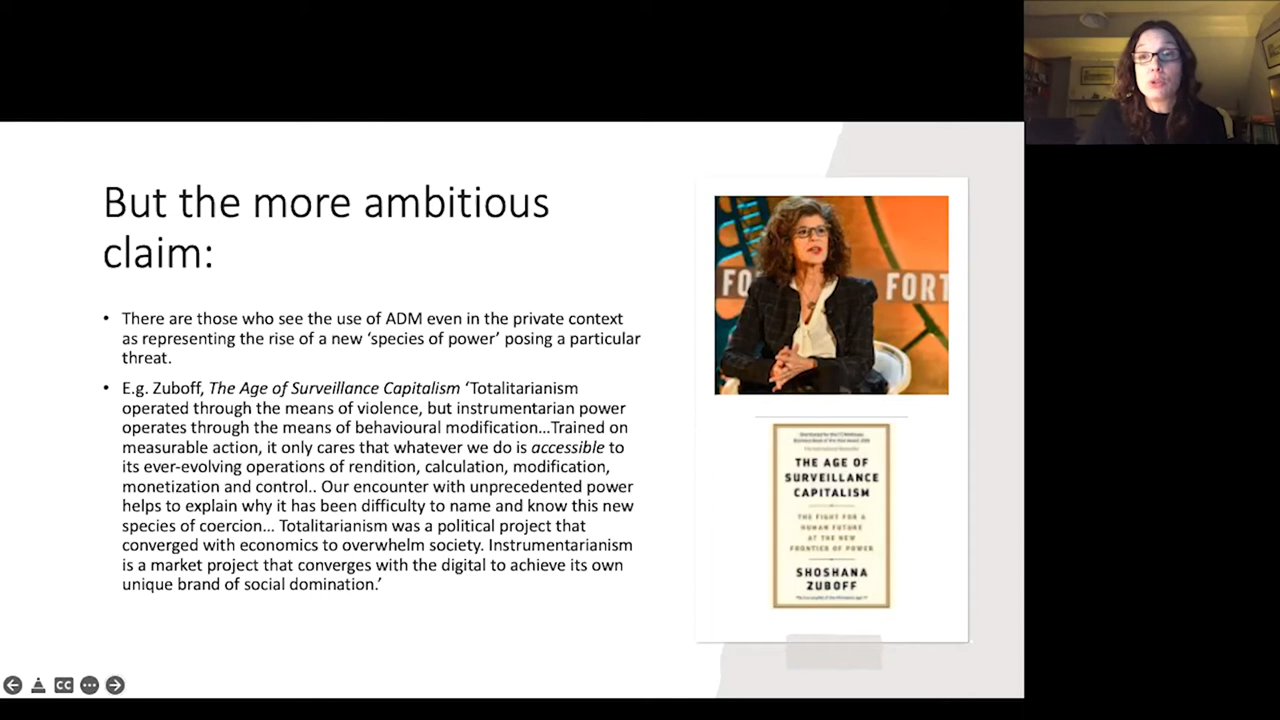 But the more ambitious
claim:
• There are those who see the use of ADM even in the private context
as representing the rise of a new ‘species of power’ posing a particular
threat.
• E.g. Zuboff, The Age of Surveillance Capitalism ‘Totalitarianism
operated through the means of violence, but instrumentarian power
operates through the means of behavioural modification…Trained on
measurable action, it only cares that whatever we do is accessible to
its ever-evolving operations of rendition, calculation, modification,
monetization and control.. Our encounter with unprecedented power
helps to explain why it has been difficulty to name and know this new
species of coercion… Totalitarianism was a political project that
converged with economics to overwhelm society. Instrumentarianism
is a market project that converges with the digital to achieve its own
unique brand of social domination.’
FO
FORT
THE AGE OF
SURVEILLANCE
CAPITALISM
THE FIGHT FOR A
HUMAN FUTURE
AT THE NEW
FRONTIER OF POWER
SHOSHANA
ZUBOFF
CC